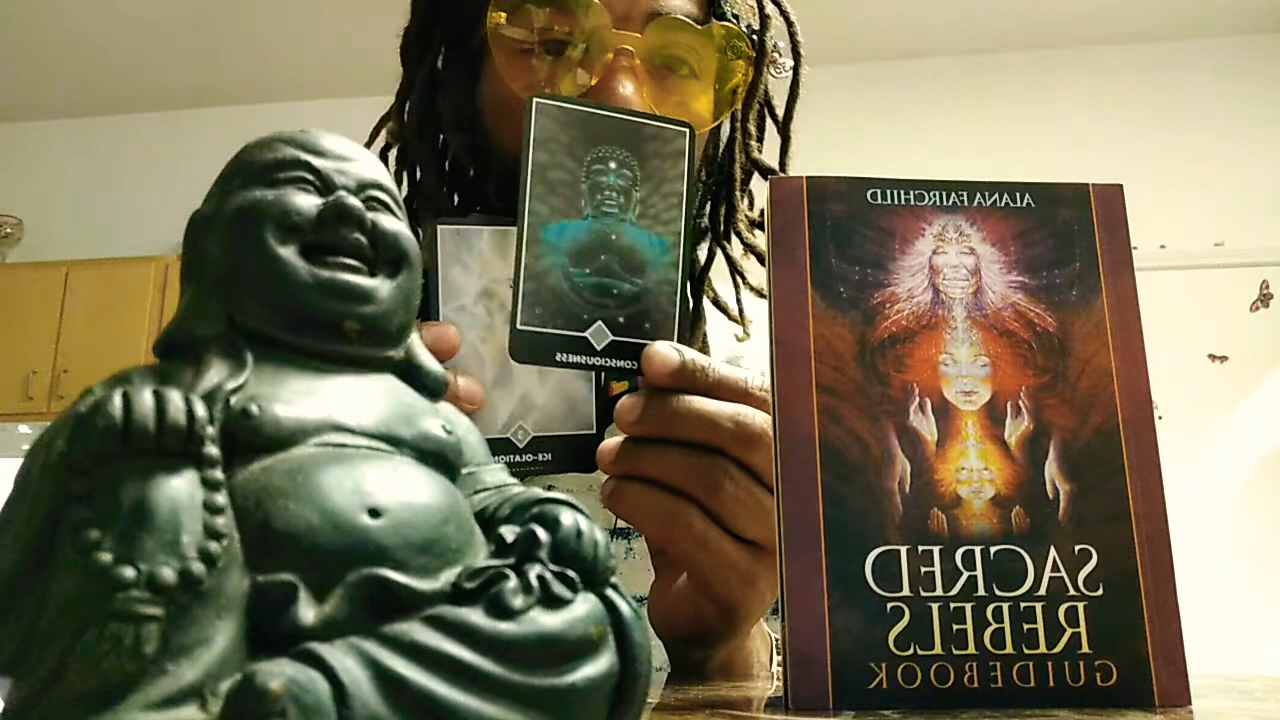 CONSCIOUSNESS
ICE-OLATION
ALANA FAIRCHILD
SACRED
REBELS
GUIDEBOOK